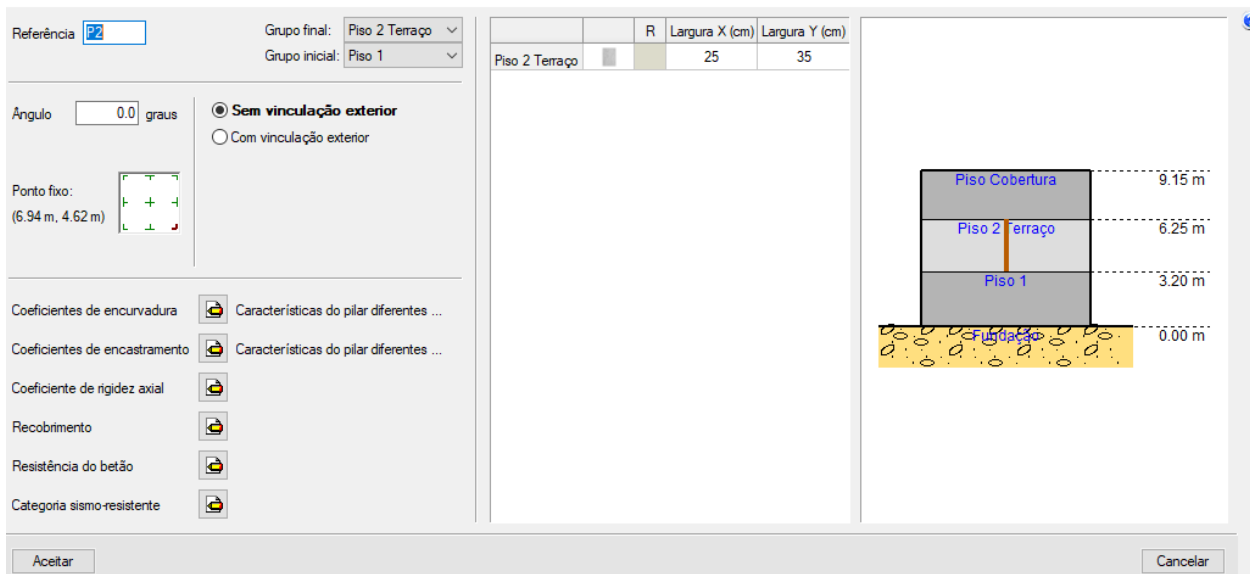 Referência P2
Grupo final: Piso 2 Terraço
Grupo inicial: Piso 1
Ângulo 0.0 graus
Sem vinculação exterior
Com vinculação exterior
Ponto fixo:
(6.94 m, 4.62 m)
Coeficientes de encurvadura Características do pilar diferentes ...
Coeficientes de encastramento Características do pilar diferentes ...
Coeficiente de rigidez axial
Recobrimento
Resistência do betão
Categoria sismo-resistente
R Largura X (cm) Largura Y (cm)
Piso 2 Terraço 25 35
Piso Cobertura 9.15 m
Piso 2 Terraço 6.25 m
Piso 1 3.20 m
Fundação 0.00 m
Aceitar Cancelar